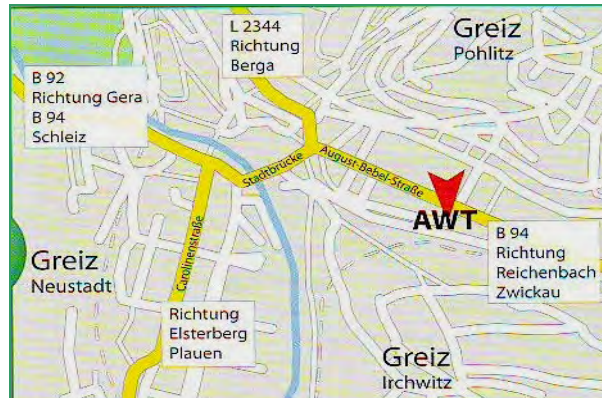 L 2344
Richtung
Berga
Greiz
Pohlitz
B 92
Richtung Gera
B 94
Schleiz
Stadtbrücke
August-Bebel-Straße
AWT
B 94
Richtung
Reichenbach
Zwickau
Carolinenstraße
Greiz
Neustadt
Richtung
Elsterberg
Plauen
Greiz
Irchwitz